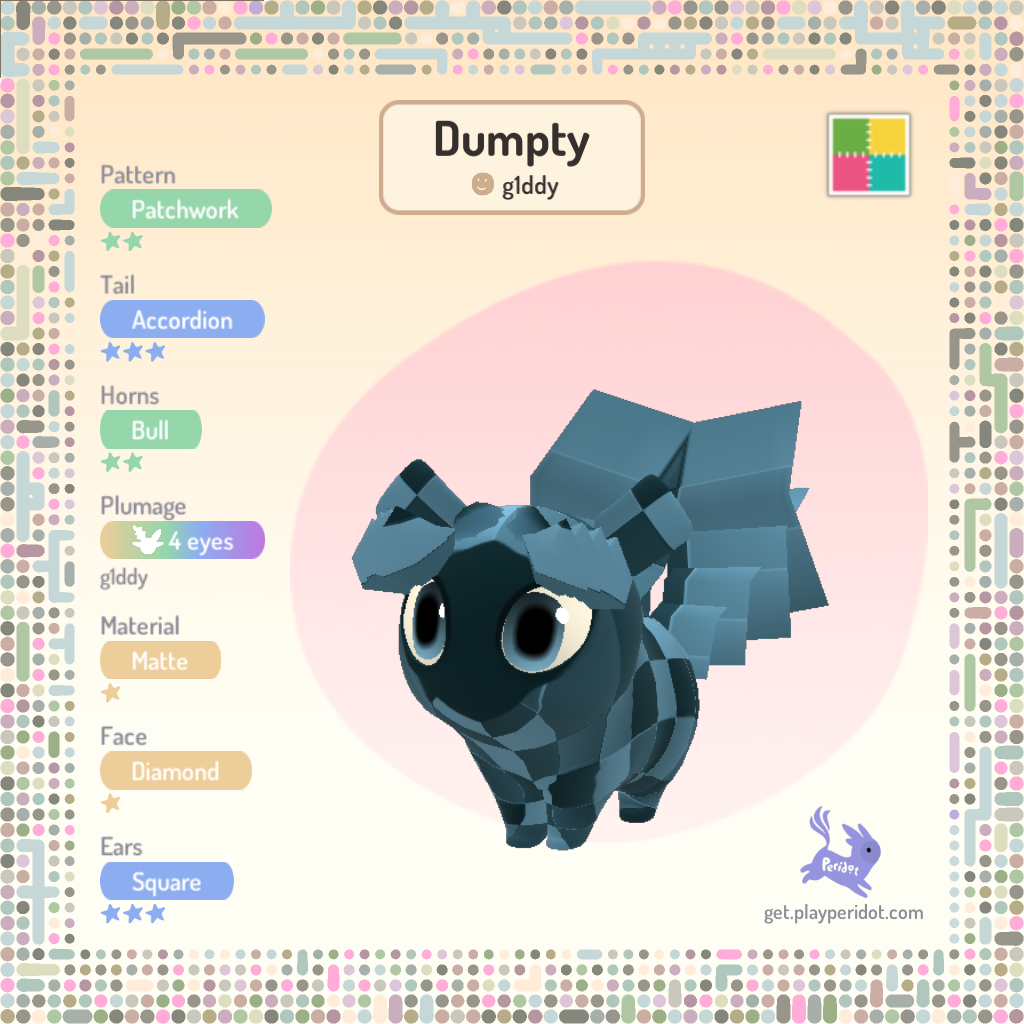 Dumpty
g1ddy
Pattern
Patchwork
Tail
Accordion
Horns
Bull
Plumage
4 eyes
g1ddy
Material
Matte
Face
Diamond
Ears
Square
Peridot
get.playperidot.com